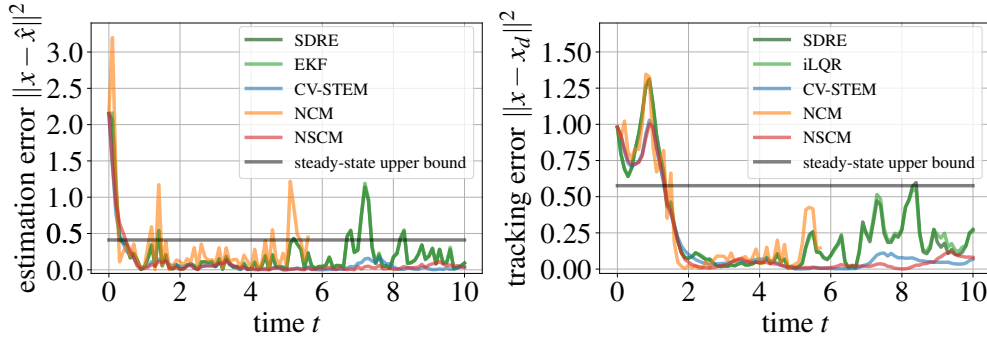 estimation error ||x − x̂||²
3.0
2.5
2.0
1.5
1.0
0.5
0.0
0 2 4 6 8 10
time t
SDRE
EKF
CV-STEM
NCM
NSCM
steady-state upper bound
tracking error ||x − x_d||²
1.50
1.25
1.00
0.75
0.50
0.25
0.00
0 2 4 6 8 10
time t
SDRE
iLQR
CV-STEM
NCM
NSCM
steady-state upper bound